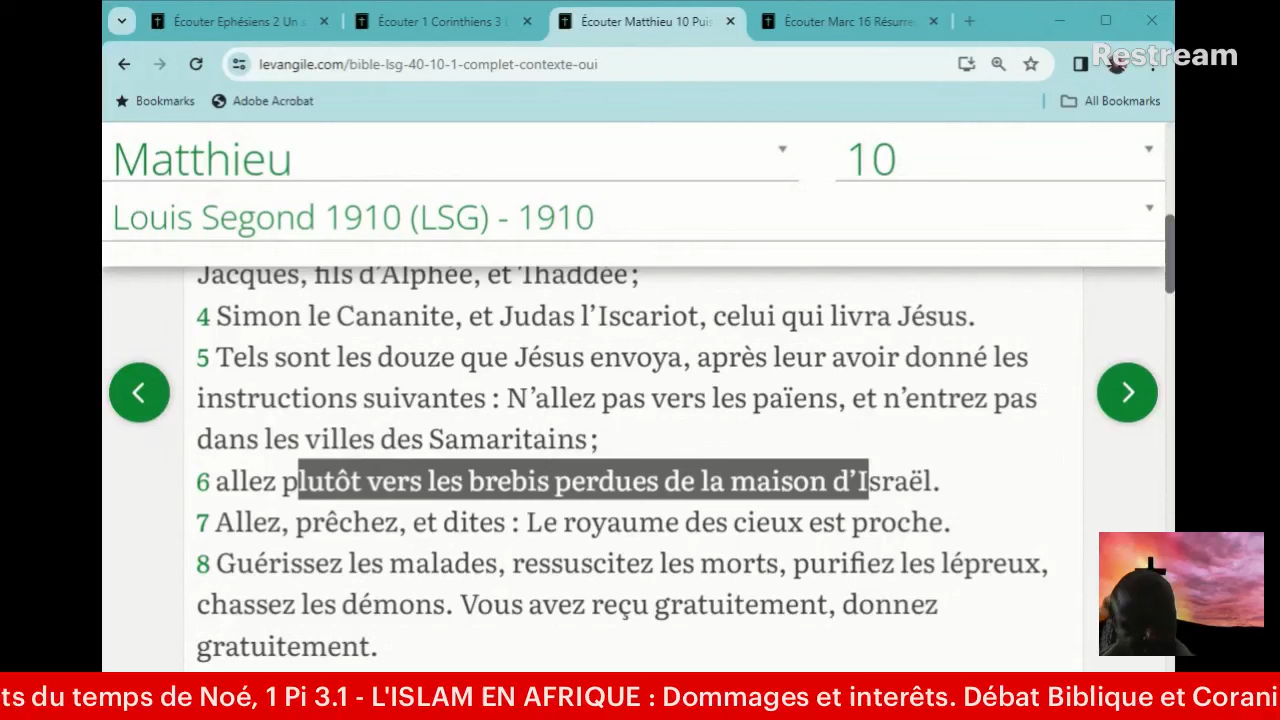 Écouter Ephésiens 2 Un
Écouter 1 Corinthiens 3
Écouter Matthieu 10 Puis
Écouter Marc 16 Résurre
levangile.com/bible-lsg-40-10-1-complet-contexte-oui
Restream
Bookmarks
Adobe Acrobat
All Bookmarks
Matthieu
10
Louis Segond 1910 (LSG) - 1910
Jacques, fils d’Alphée, et Thaddée;
4 Simon le Cananite, et Judas l’Iscariot, celui qui livra Jésus.
5 Tels sont les douze que Jésus envoya, après leur avoir donné les
instructions suivantes : N’allez pas vers les païens, et n’entrez pas
dans les villes des Samaritains;
6 allez plutôt vers les brebis perdues de la maison d’Israël.
7 Allez, prêchez, et dites : Le royaume des cieux est proche.
8 Guérissez les malades, ressuscitez les morts, purifiez les lépreux,
chassez les démons. Vous avez reçu gratuitement, donnez
gratuitement.
ts du temps de Noé, 1 Pi 3.1 - L'ISLAM EN AFRIQUE : Dommages et interêts. Débat Biblique et Corani